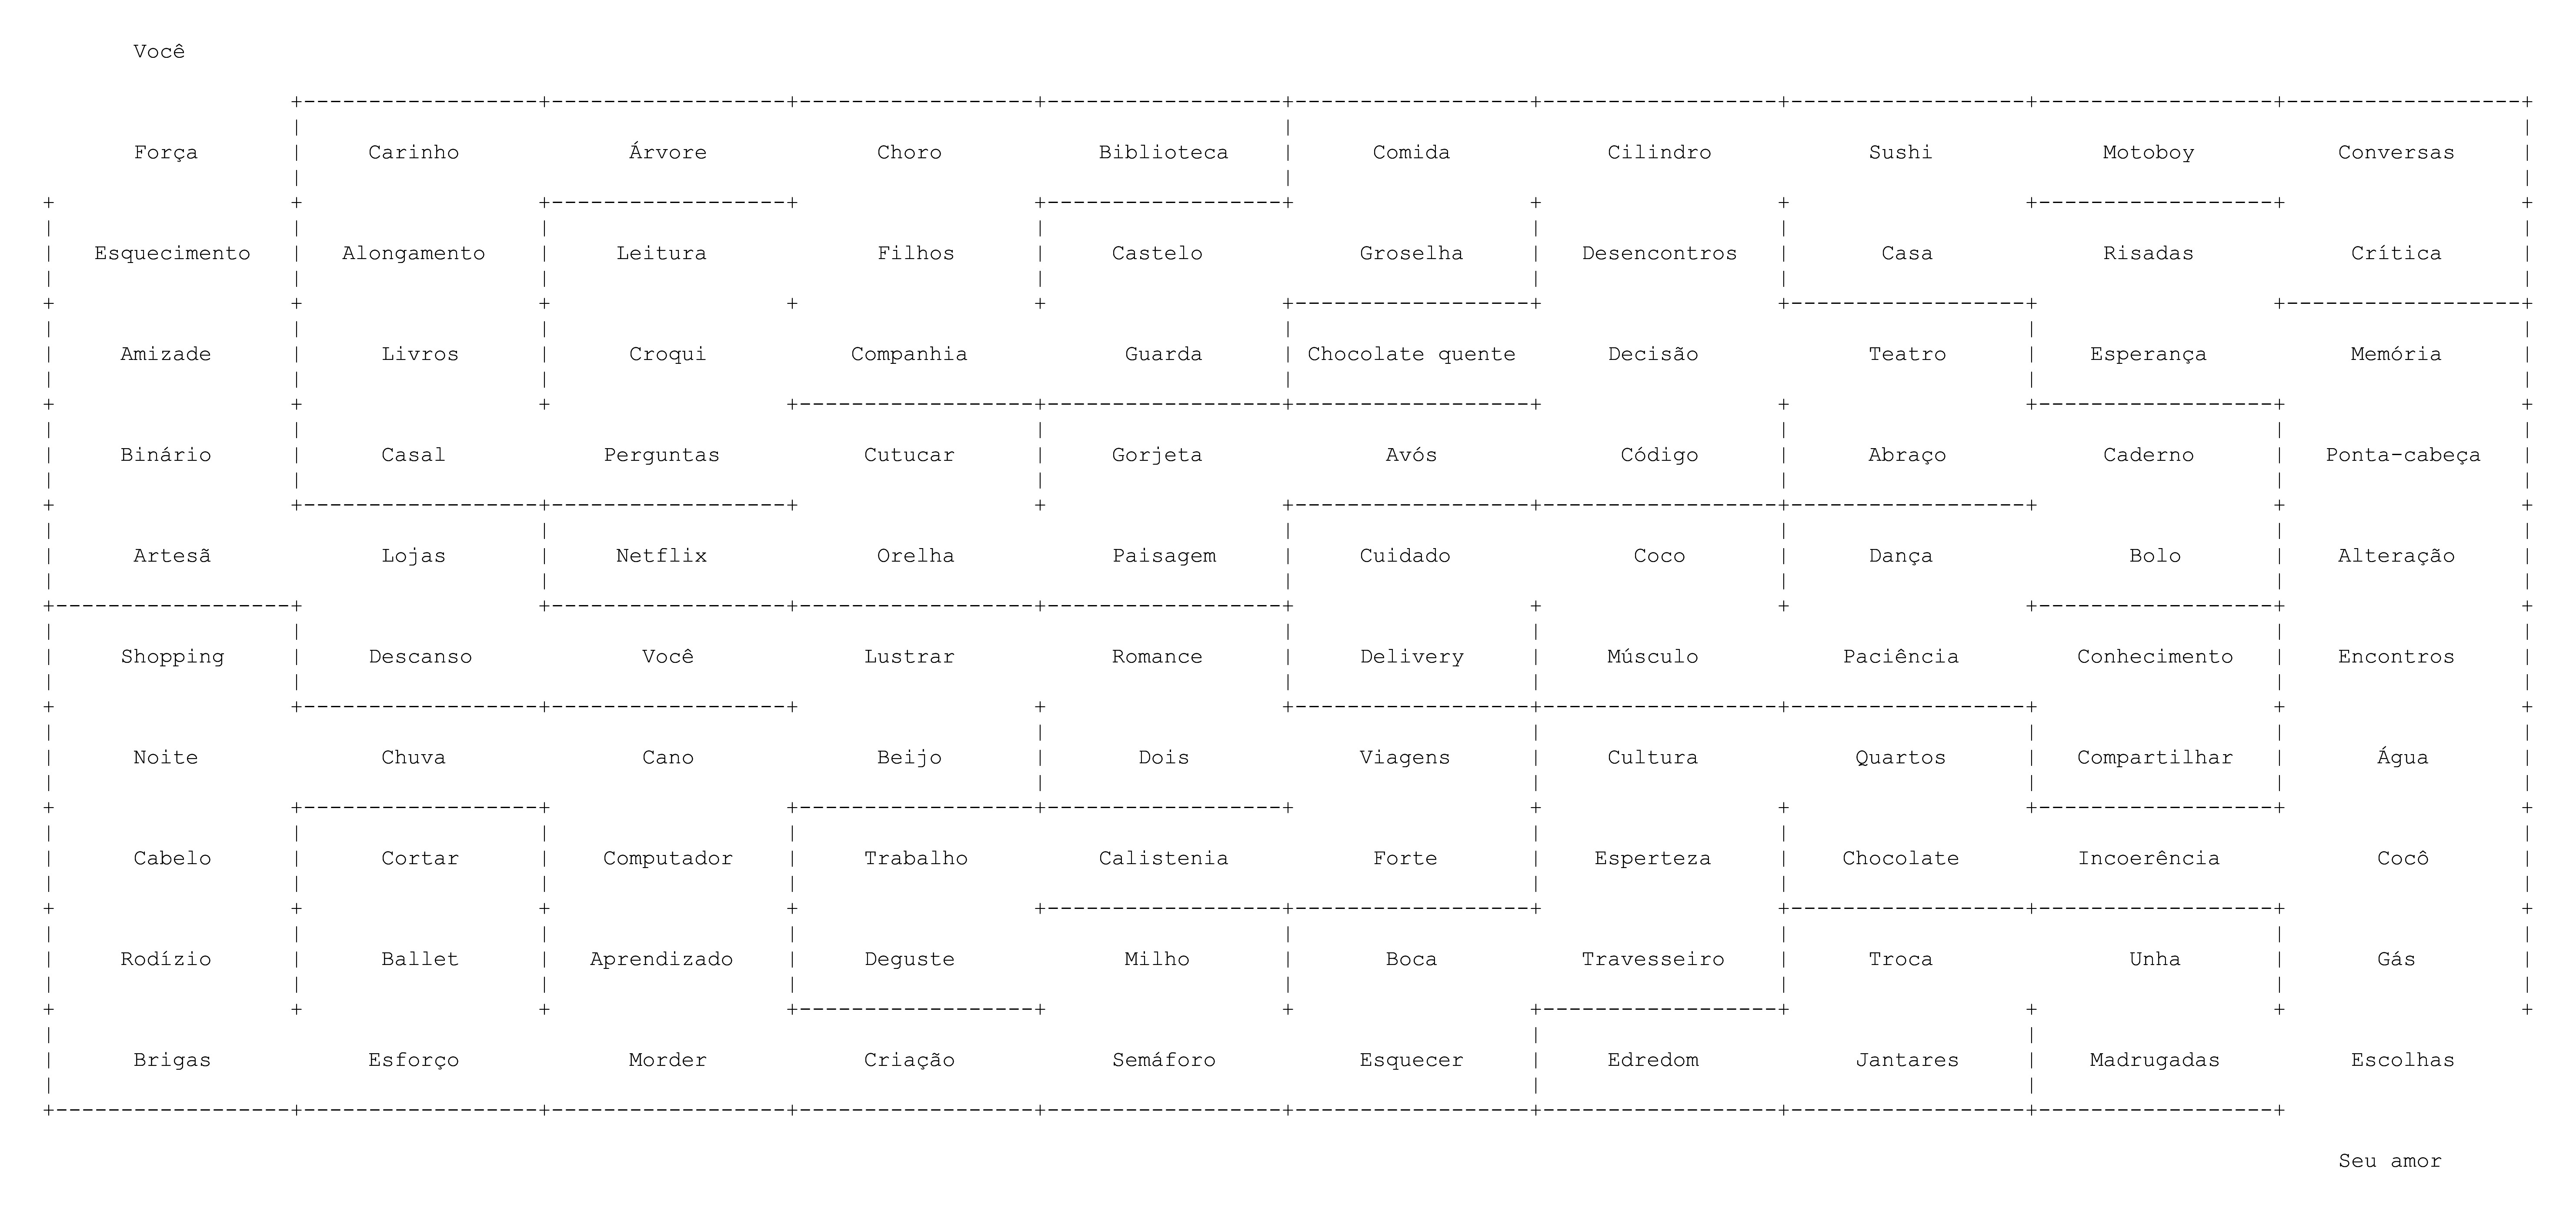 Você
Força Carinho Árvore Choro Biblioteca Comida Cilindro Sushi Motoboy Conversas
Esquecimento Alongamento Leitura Filhos Castelo Groselha Desencontros Casa Risadas Crítica
Amizade Livros Croqui Companhia Guarda Chocolate quente Decisão Teatro Esperança Memória
Binário Casal Perguntas Cutucar Gorjeta Avós Código Abraço Caderno Ponta-cabeça
Artesã Lojas Netflix Orelha Paisagem Cuidado Coco Dança Bolo Alteração
Shopping Descanso Você Lustrar Romance Delivery Músculo Paciência Conhecimento Encontros
Noite Chuva Cano Beijo Dois Viagens Cultura Quartos Compartilhar Água
Cabelo Cortar Computador Trabalho Calistenia Forte Esperteza Chocolate Incoerência Cocô
Rodízio Ballet Aprendizado Deguste Milho Boca Travesseiro Troca Unha Gás
Brigas Esforço Morder Criação Semáforo Esquecer Edredom Jantares Madrugadas Escolhas
Seu amor